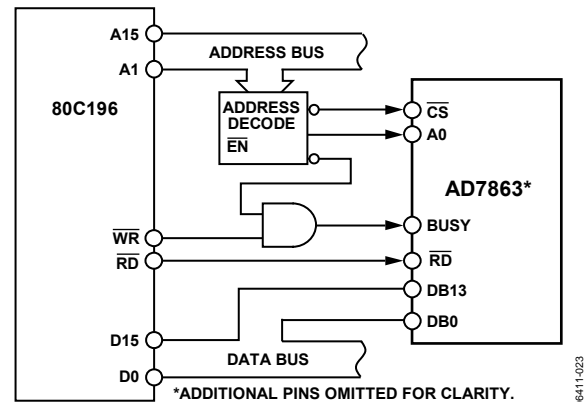 A15
ADDRESS BUS
A1
80C196
ADDRESS
DECODE
EN
CS
A0
AD7863*
BUSY
WR
RD
RD
DB13
D15
DB0
DATA BUS
D0
*ADDITIONAL PINS OMITTED FOR CLARITY.
6411-023